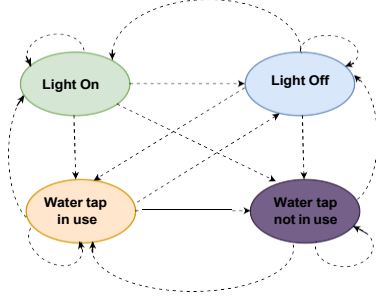 Light On
Light Off
Water tap
in use
Water tap
not in use